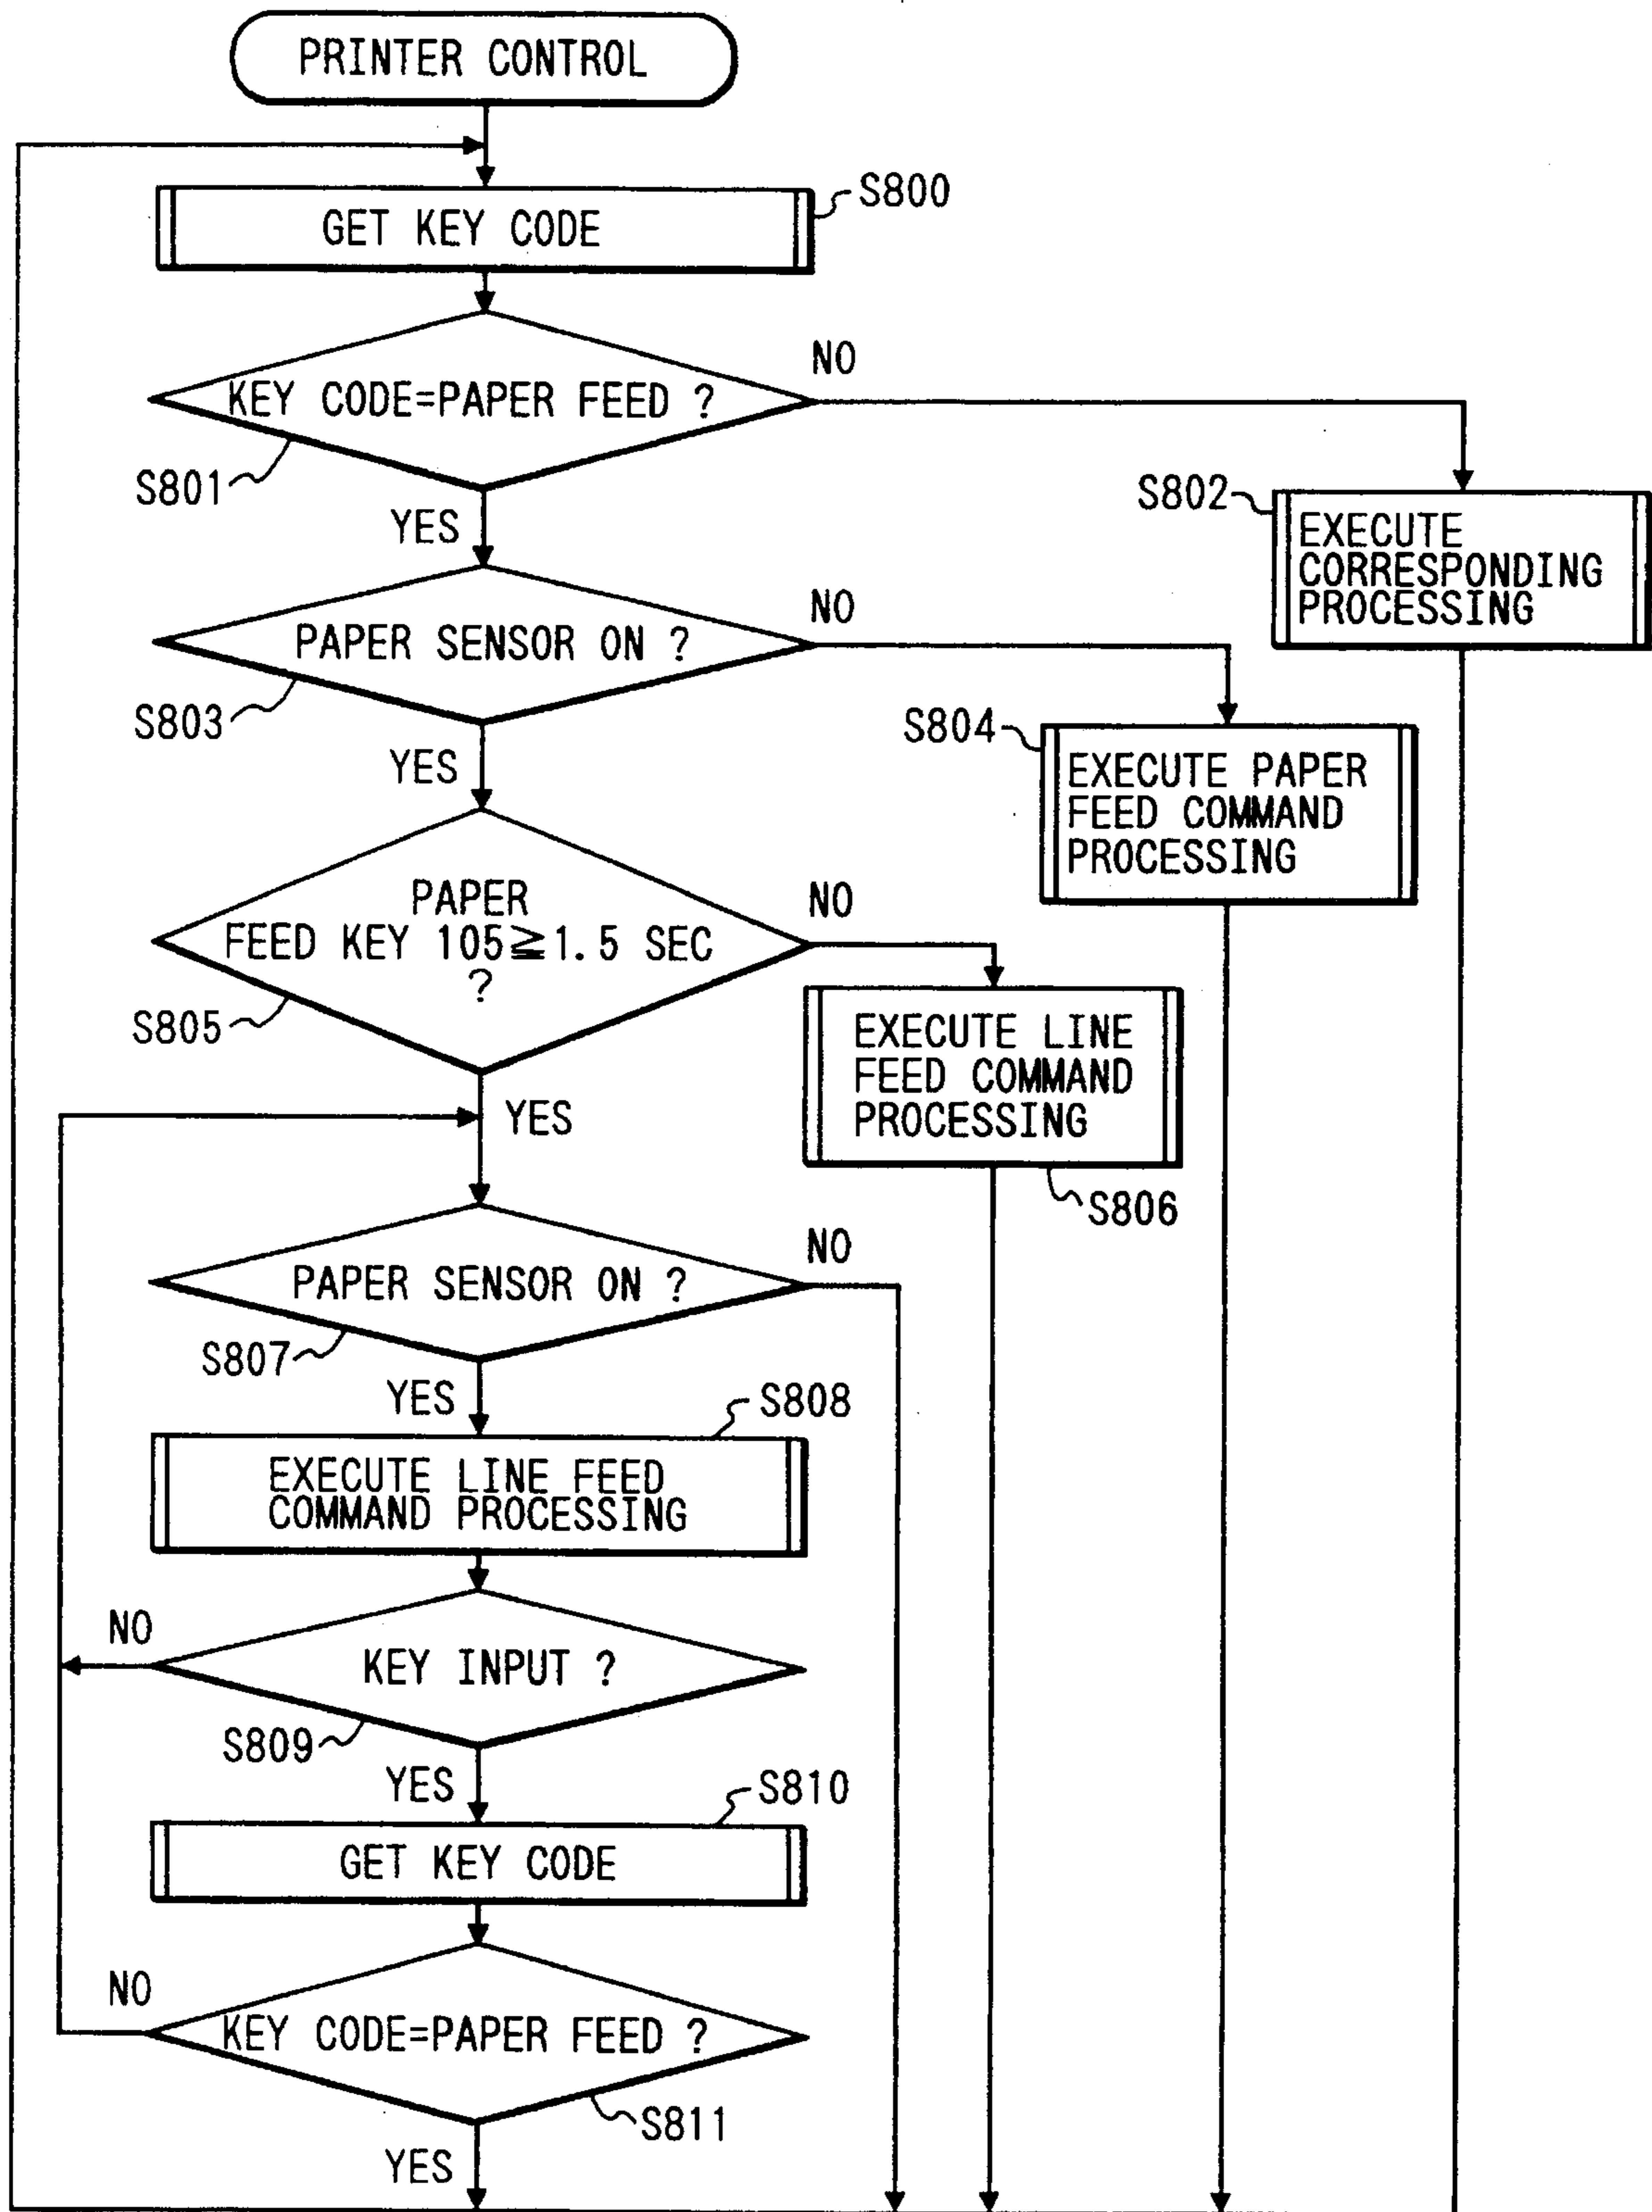 PRINTER CONTROL
S800
GET KEY CODE
NO
KEY CODE=PAPER FEED ?
S801
YES
S802
EXECUTE
CORRESPONDING
PROCESSING
NO
PAPER SENSOR ON ?
S803
YES
S804
EXECUTE PAPER
FEED COMMAND
PROCESSING
NO
PAPER
FEED KEY 105≧1.5 SEC
?
S805
YES
EXECUTE LINE
FEED COMMAND
PROCESSING
S806
NO
PAPER SENSOR ON ?
S807
YES
S808
EXECUTE LINE FEED
COMMAND PROCESSING
NO
KEY INPUT ?
S809
YES
S810
GET KEY CODE
NO
KEY CODE=PAPER FEED ?
S811
YES